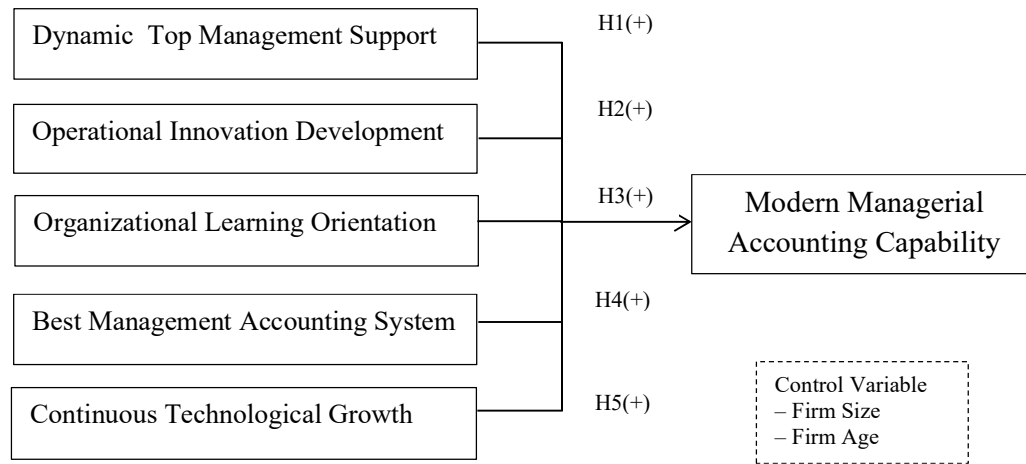 Dynamic Top Management Support
H1(+)
Operational Innovation Development
H2(+)
Organizational Learning Orientation
H3(+)
Modern Managerial
Accounting Capability
Best Management Accounting System
H4(+)
Continuous Technological Growth
H5(+)
Control Variable
– Firm Size
– Firm Age